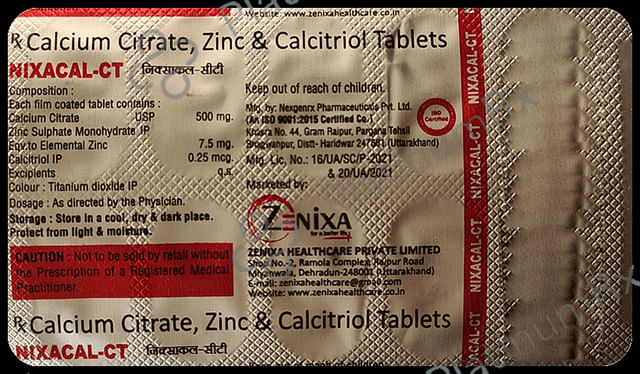 Website: www.zenixahealthcare.co.in
℞ Calcium Citrate, Zinc & Calcitriol Tablets
NIXACAL-CT निक्साकल-सीटी
Composition :
Each film coated tablet contains :
Calcium Citrate USP 500 mg.
Zinc Sulphate Monohydrate IP
Eqv.to Elemental Zinc 7.5 mg.
Calcitriol IP 0.25 mcg.
Excipients q.s.
Colour : Titanium dioxide IP
Dosage : As directed by the Physician.
Storage : Store in a cool, dry & dark place.
Protect from light & moisture.
CAUTION : Not to be sold by retail without
the Prescription of a Registered Medical
Practitioner.
Keep out of reach of children.
Mfg. by: Nexgenrx Pharmaceuticals Pvt. Ltd.
(An ISO 9001:2015 Certified Co.)
Khasra No. 44, Gram Raipur, Pargana Tehsil
Bhagwanpur, Distt- Haridwar 247661 (Uttarakhand)
Mfg. Lic. No.: 16/UA/SC/P-2021
& 20/UA/2021
ISO
Certified
Marketed by:
ZENIXA
for a better life
ZENIXA HEALTHCARE PRIVATE LIMITED
Shop No.-2, Ramola Complex Raipur Road
Miyanwala, Dehradun-248001 (Uttarakhand)
E-mail: zenixahealthcare@gmail.com
Website: www.zenixahealthcare.co.in
℞ Calcium Citrate, Zinc & Calcitriol Tablets
NIXACAL-CT निक्साकल-सीटी
NIXACAL-CT
NIXACAL-CT
NIXACAL-CT
NIXACAL-CT